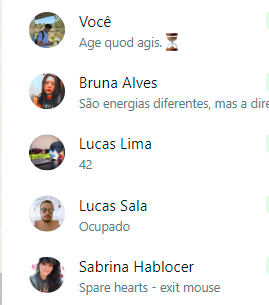 Você
Age quod agis.⏳
Bruna Alves
São energias diferentes, mas a dire
Lucas Lima
42
Lucas Sala
Ocupado
Sabrina Hablocer
Spare hearts - exit mouse